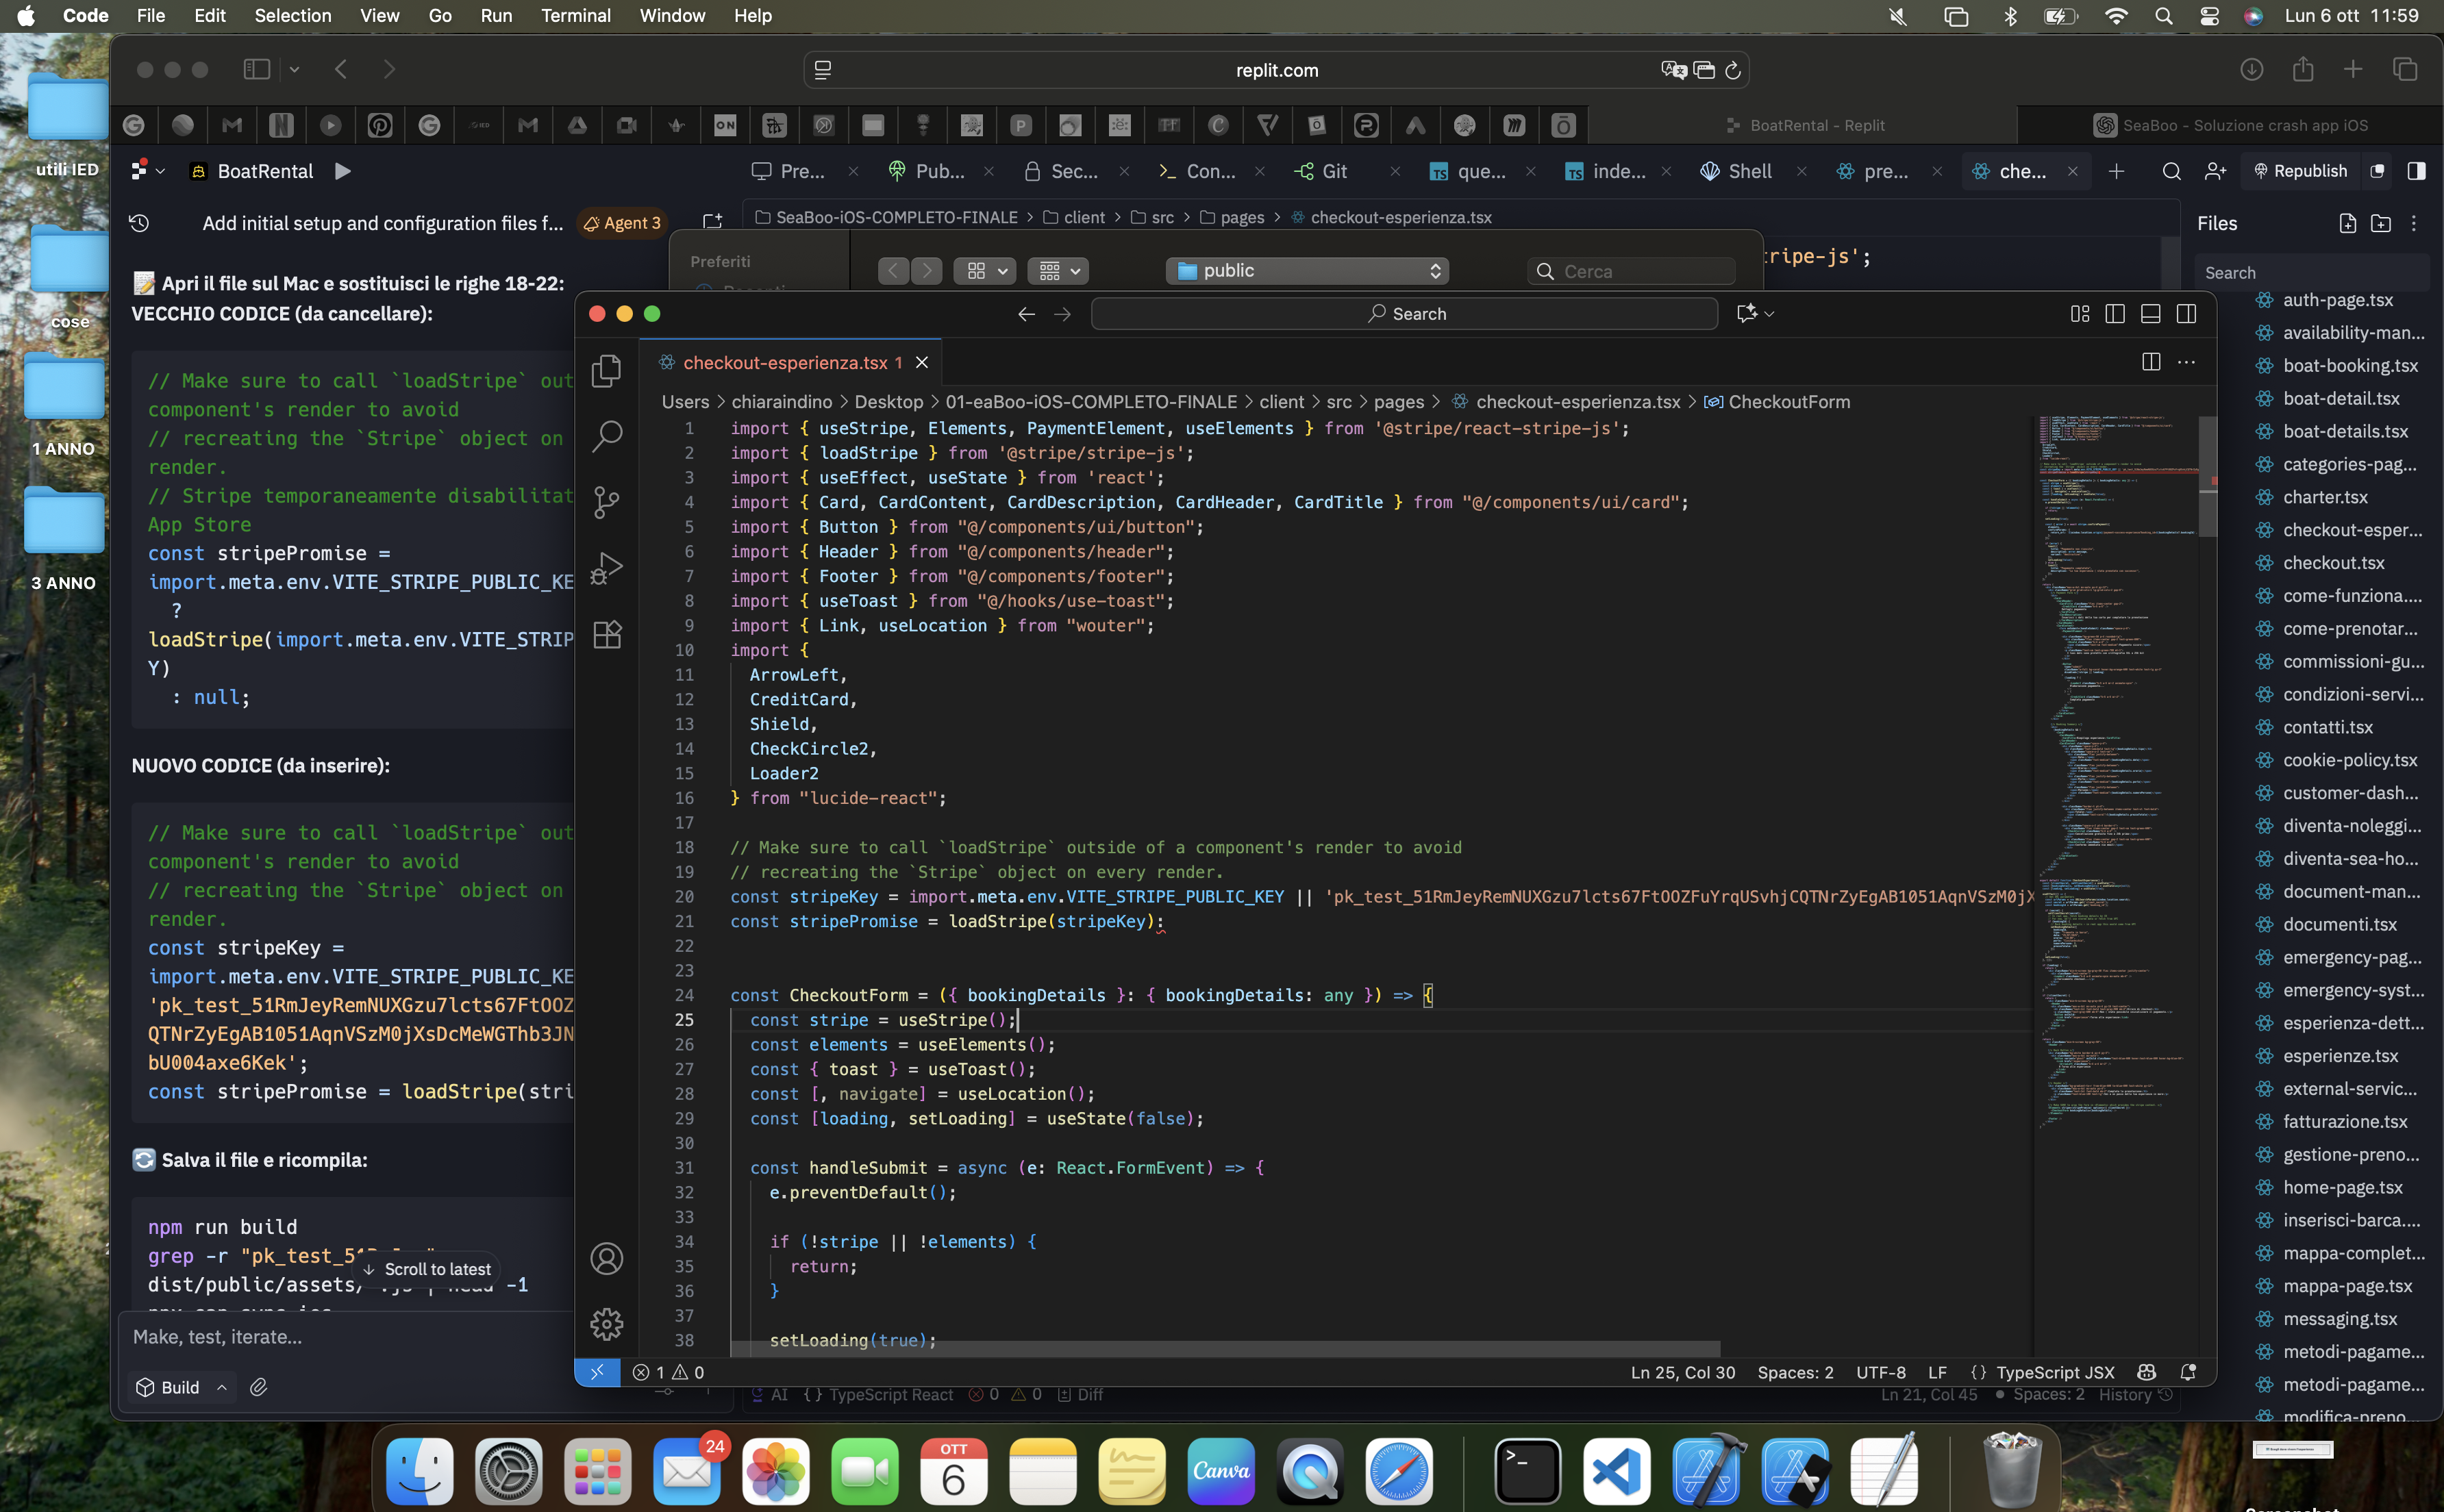 Code File Edit Selection View Go Run Terminal Window Help
Lun 6 ott 11:59
replit.com
BoatRental - Replit
SeaBoo - Soluzione crash app iOS
BoatRental
Pre...
Pub...
Sec...
Con...
Git
que...
inde...
Shell
pre...
che...
Republish
Add initial setup and configuration files f...
Agent 3
SeaBoo-iOS-COMPLETO-FINALE > client > src > pages > checkout-esperienza.tsx
Files
Search
utili IED
cose
1 ANNO
3 ANNO
Apri il file sul Mac e sostituisci le righe 18-22:
VECCHIO CODICE (da cancellare):
// Make sure to call `loadStripe` out
component's render to avoid
// recreating the `Stripe` object on
render.
// Stripe temporaneamente disabilitat
App Store
const stripePromise =
import.meta.env.VITE_STRIPE_PUBLIC_KE
?
loadStripe(import.meta.env.VITE_STRIP
Y)
: null;
NUOVO CODICE (da inserire):
// Make sure to call `loadStripe` out
component's render to avoid
// recreating the `Stripe` object on
render.
const stripeKey =
import.meta.env.VITE_STRIPE_PUBLIC_KE
'pk_test_51RmJeyRemNUXGzu7lcts67FtOOZ
QTNrZyEgAB1051AqnVSzM0jXsDcMeWGThb3JN
bU004axe6Kek';
const stripePromise = loadStripe(stri
Salva il file e ricompila:
npm run build
grep -r "pk_test_51R
dist/public/assets/
-1
Scroll to latest
Make, test, iterate...
Build
Preferiti
public
Cerca
ripe-js';
Search
checkout-esperienza.tsx 1
Users > chiaraindino > Desktop > 01-eaBoo-iOS-COMPLETO-FINALE > client > src > pages > checkout-esperienza.tsx > CheckoutForm
1 import { useStripe, Elements, PaymentElement, useElements } from '@stripe/react-stripe-js';
2 import { loadStripe } from '@stripe/stripe-js';
3 import { useEffect, useState } from 'react';
4 import { Card, CardContent, CardDescription, CardHeader, CardTitle } from "@/components/ui/card";
5 import { Button } from "@/components/ui/button";
6 import { Header } from "@/components/header";
7 import { Footer } from "@/components/footer";
8 import { useToast } from "@/hooks/use-toast";
9 import { Link, useLocation } from "wouter";
10 import {
11 ArrowLeft,
12 CreditCard,
13 Shield,
14 CheckCircle2,
15 Loader2
16 } from "lucide-react";
17
18 // Make sure to call `loadStripe` outside of a component's render to avoid
19 // recreating the `Stripe` object on every render.
20 const stripeKey = import.meta.env.VITE_STRIPE_PUBLIC_KEY || 'pk_test_51RmJeyRemNUXGzu7lcts67FtOOZFuYrqUSvhjCQTNrZyEgAB1051AqnVSzM0jX
21 const stripePromise = loadStripe(stripeKey):
22
23
24 const CheckoutForm = ({ bookingDetails }: { bookingDetails: any }) => {
25 const stripe = useStripe();
26 const elements = useElements();
27 const { toast } = useToast();
28 const [, navigate] = useLocation();
29 const [loading, setLoading] = useState(false);
30
31 const handleSubmit = async (e: React.FormEvent) => {
32 e.preventDefault();
33
34 if (!stripe || !elements) {
35 return;
36 }
37
38 setLoading(true);
1 0
Ln 25, Col 30
Spaces: 2
UTF-8
LF
{} TypeScript JSX
AI
{} TypeScript React
0 0
Diff
Ln 21, Col 45
Spaces: 2
History
auth-page.tsx
availability-man...
boat-booking.tsx
boat-detail.tsx
boat-details.tsx
categories-pag...
charter.tsx
checkout-esper...
checkout.tsx
come-funziona....
come-prenotar...
commissioni-gu...
condizioni-servi...
contatti.tsx
cookie-policy.tsx
customer-dash...
diventa-noleggi...
diventa-sea-ho...
document-man...
documenti.tsx
emergency-pag...
emergency-syst...
esperienza-dett...
esperienze.tsx
external-servic...
fatturazione.tsx
gestione-preno...
home-page.tsx
inserisci-barca....
mappa-complet...
mappa-page.tsx
messaging.tsx
metodi-pagame...
metodi-pagame...
modifica-preno...
24
OTT
6
Canva